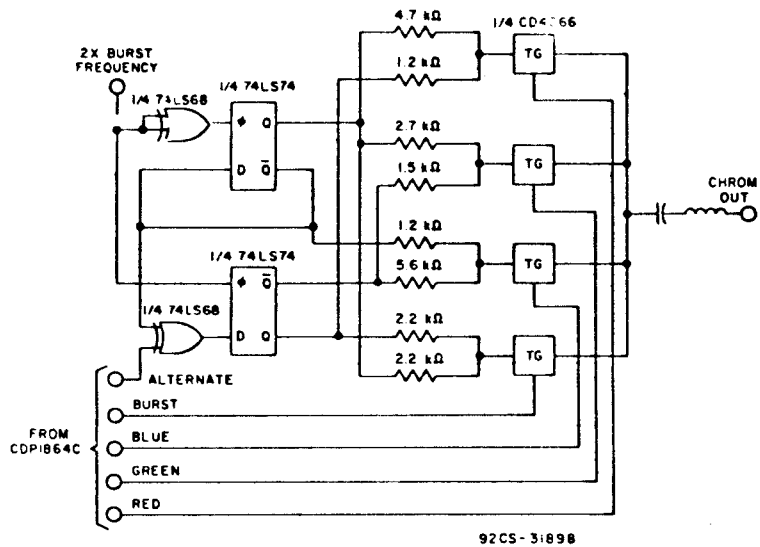 4.7 kΩ
1/4 CD4066
2X BURST
FREQUENCY
1/4 74LS74
TG
1/4 74LS68
1.2 kΩ
ϕ Q
2.7 kΩ
D Q̅
TG
1.5 kΩ
CHROM
OUT
1/4 74LS74
1.2 kΩ
ϕ Q̅
TG
5.6 kΩ
1/4 74LS68
2.2 kΩ
D Q
TG
2.2 kΩ
ALTERNATE
BURST
FROM
CDP1864C
BLUE
GREEN
RED
92CS-31898